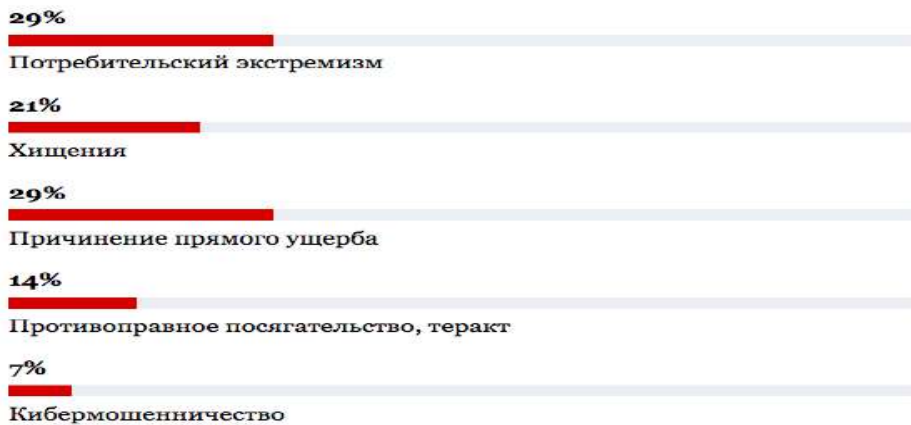 29%
Потребительский экстремизм
21%
Хищения
29%
Причинение прямого ущерба
14%
Противоправное посягательство, теракт
7%
Кибермошенничество